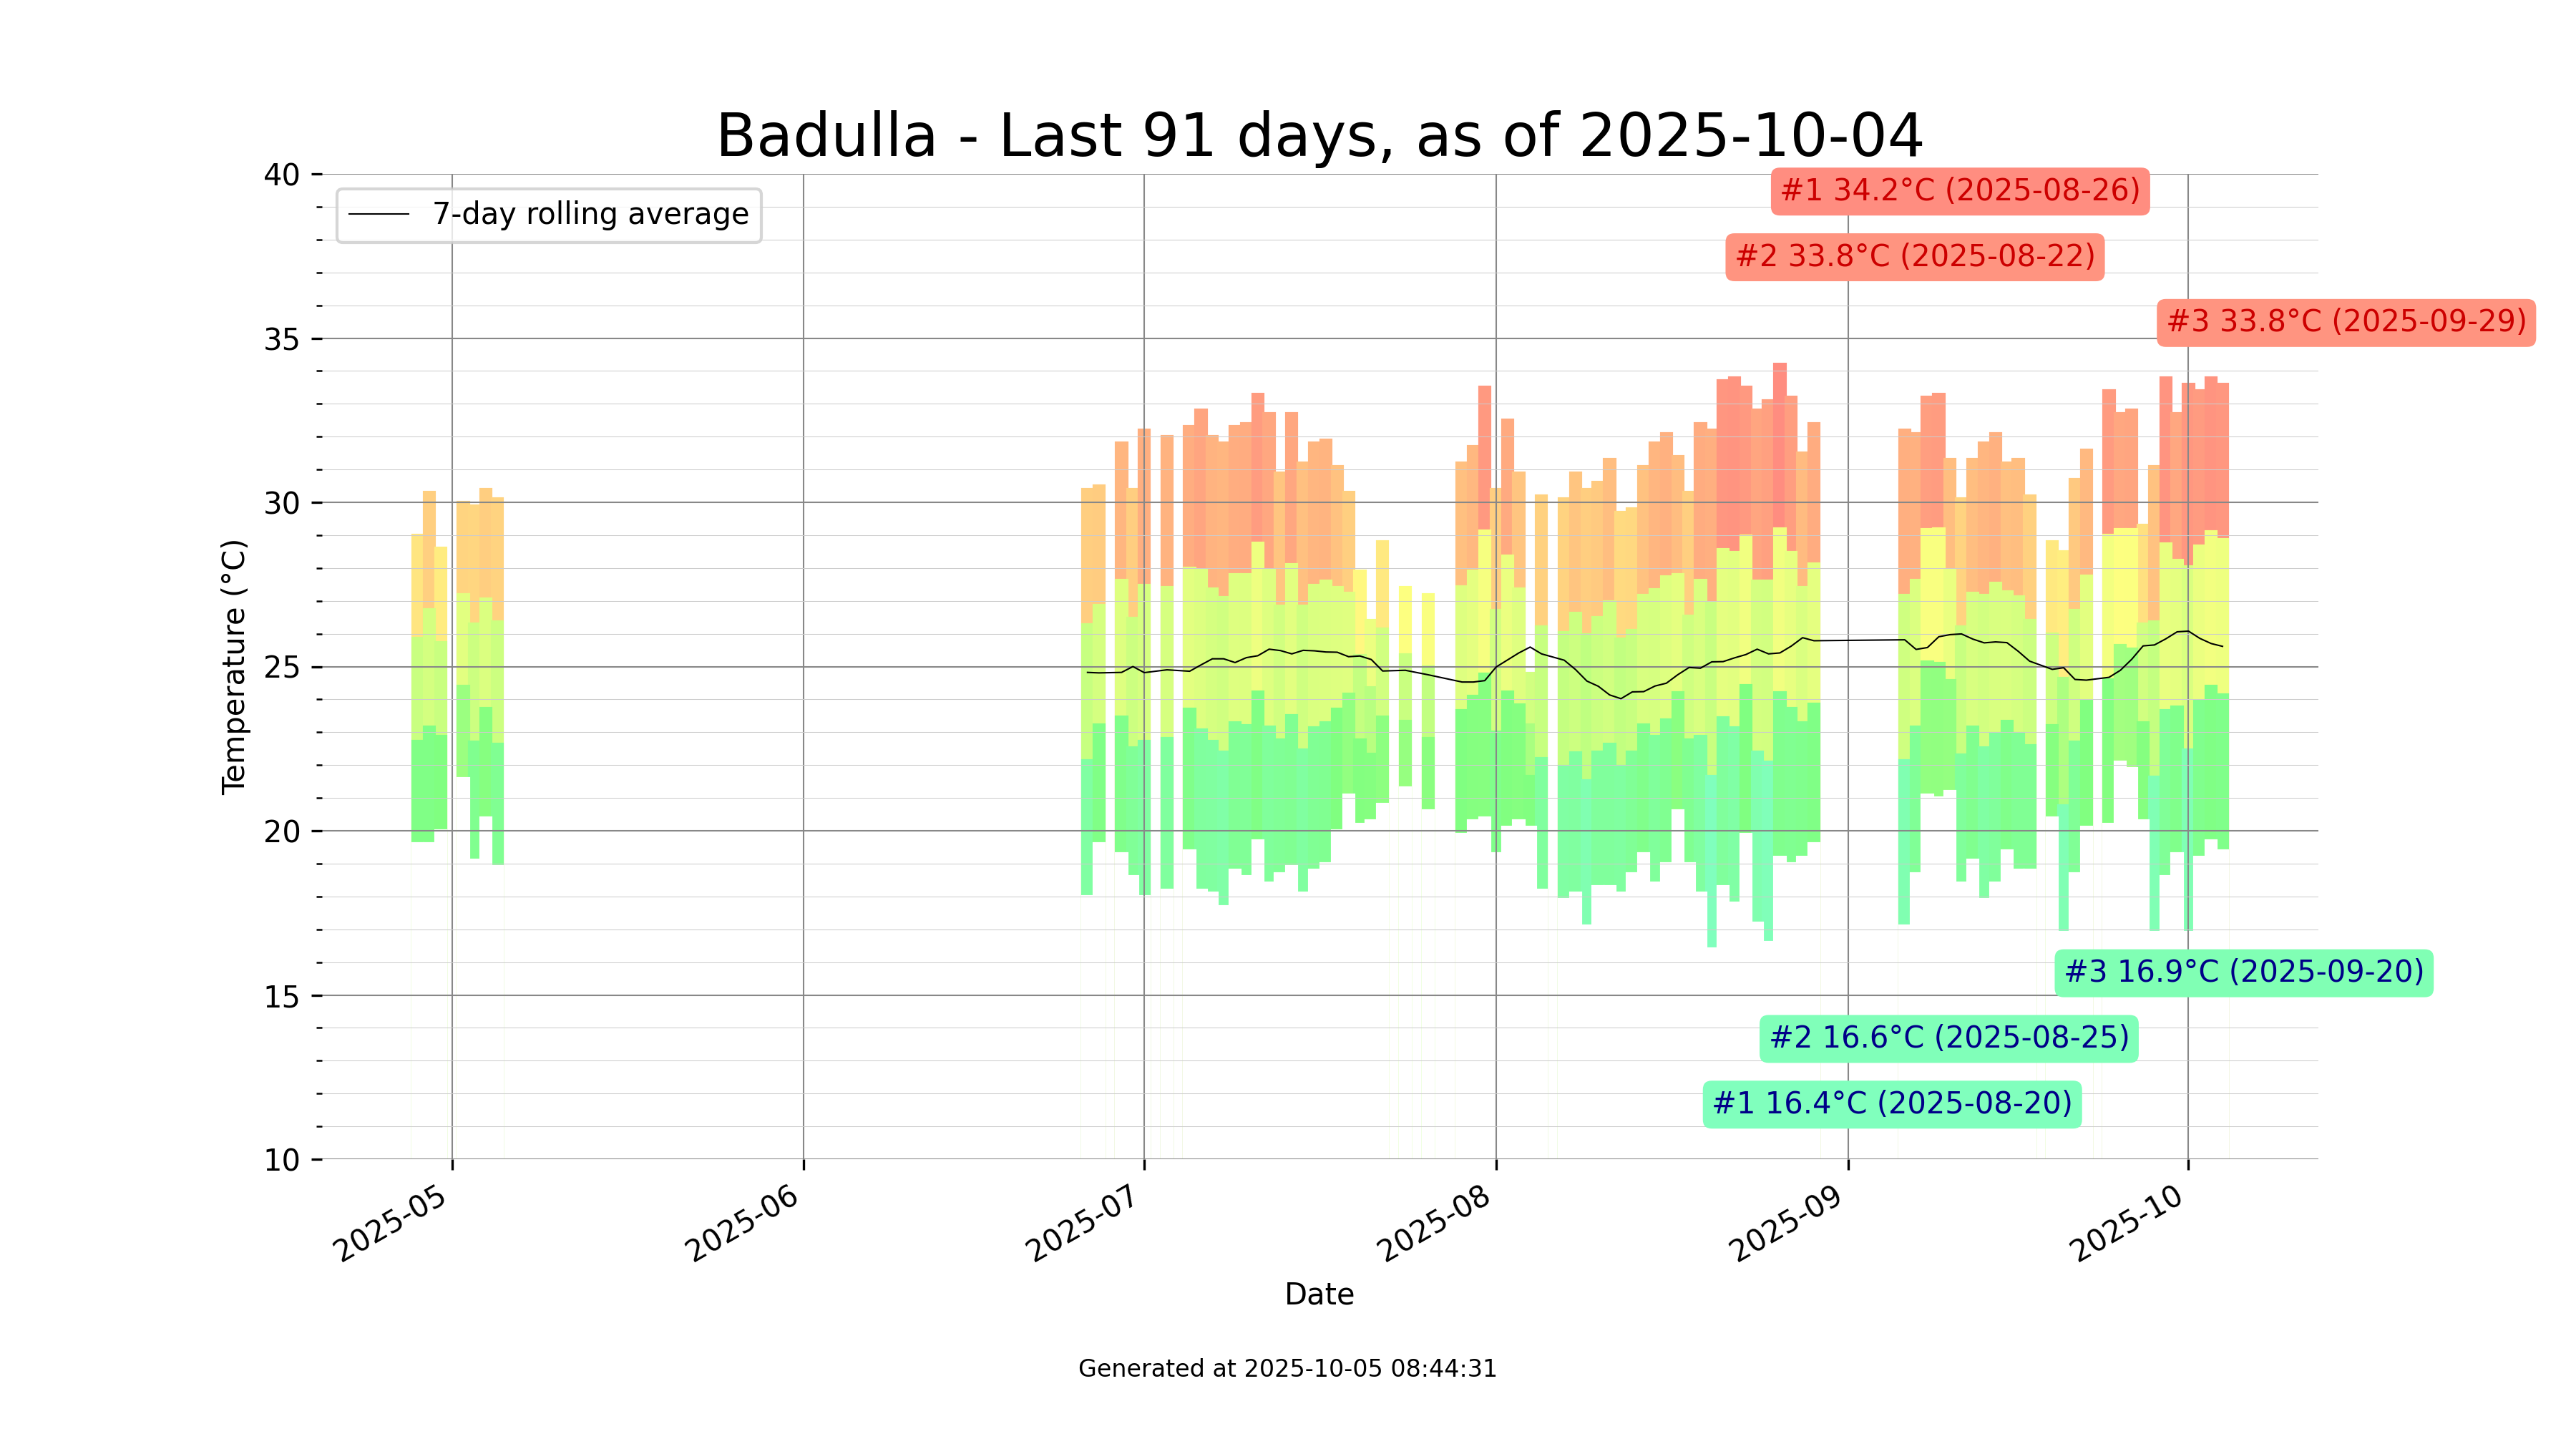 Badulla - Last 91 days, as of 2025-10-04
7-day rolling average
#1 34.2°C (2025-08-26)
#2 33.8°C (2025-08-22)
#3 33.8°C (2025-09-29)
#3 16.9°C (2025-09-20)
#2 16.6°C (2025-08-25)
#1 16.4°C (2025-08-20)
Temperature (°C)
40
35
30
25
20
15
10
2025-05
2025-06
2025-07
2025-08
2025-09
2025-10
Date
Generated at 2025-10-05 08:44:31